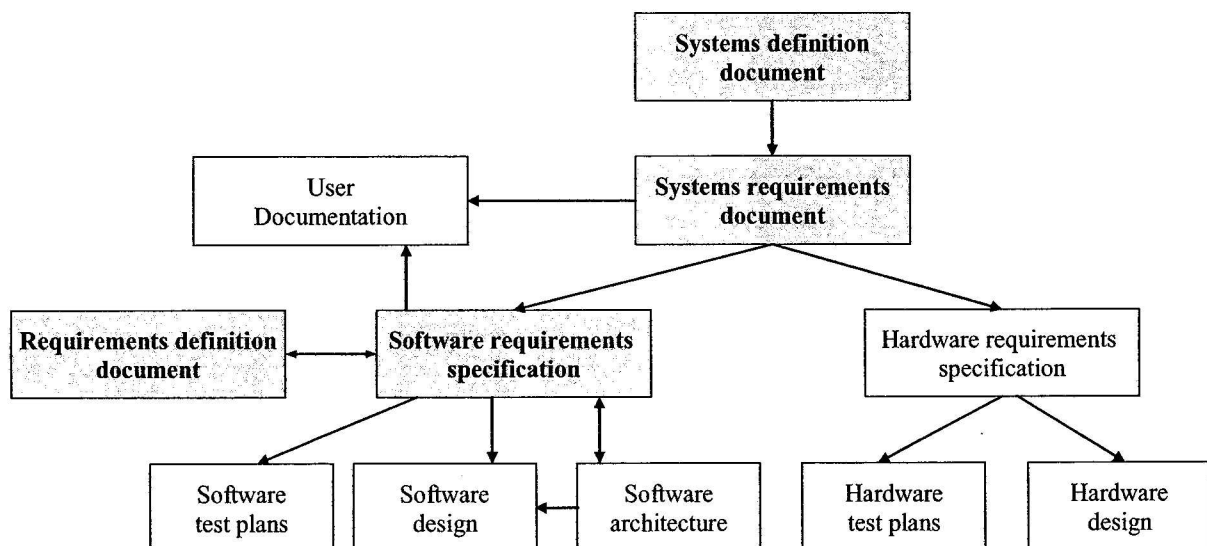 Systems definition
document
User
Documentation
Systems requirements
document
Requirements definition
document
Software requirements
specification
Hardware requirements
specification
Software
test plans
Software
design
Software
architecture
Hardware
test plans
Hardware
design